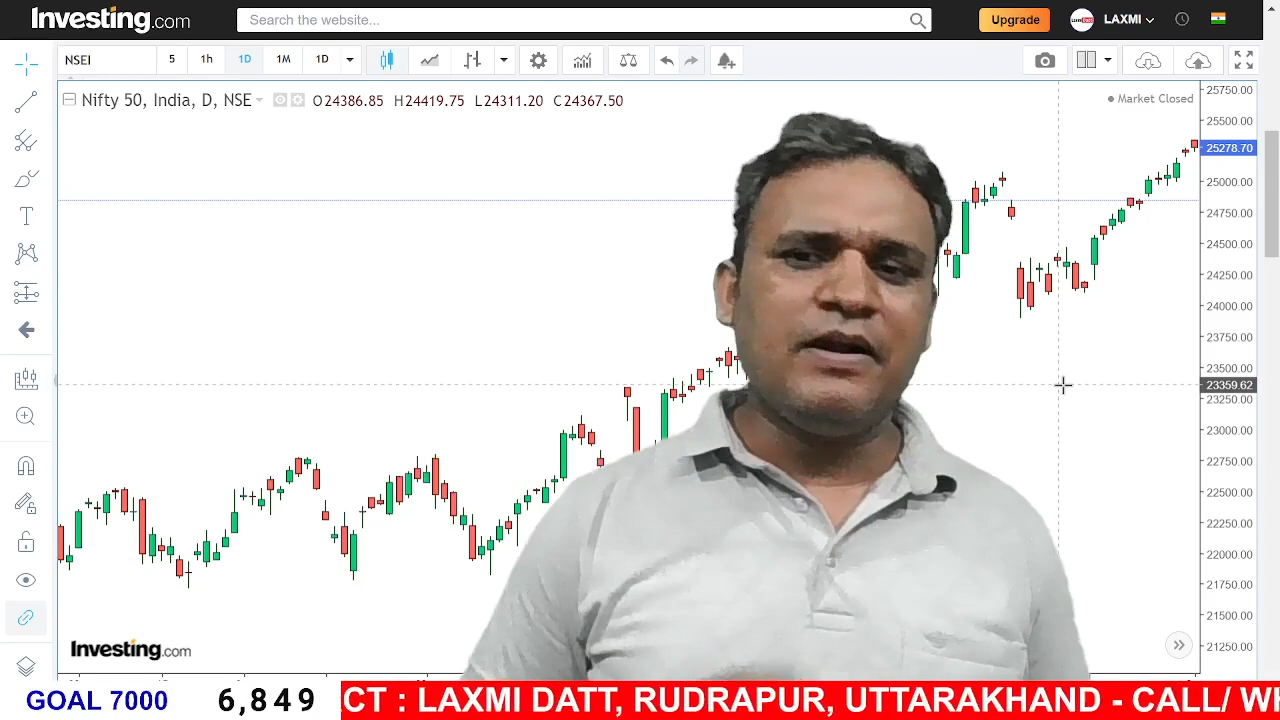 Investing.com
Search the website...
Upgrade
LAXMI
NSEI
5
1h
1D
1M
1D
Nifty 50, India, D, NSE
O24386.85 H24419.75 L24311.20 C24367.50
Market Closed
25750.00
25500.00
25278.70
25000.00
24750.00
24500.00
24250.00
24000.00
23750.00
23500.00
23359.62
23250.00
23000.00
22750.00
22500.00
22250.00
22000.00
21750.00
21500.00
21250.00
Investing.com
GOAL 7000
6,849
CT : LAXMI DATT, RUDRAPUR, UTTARAKHAND - CALL/ WH